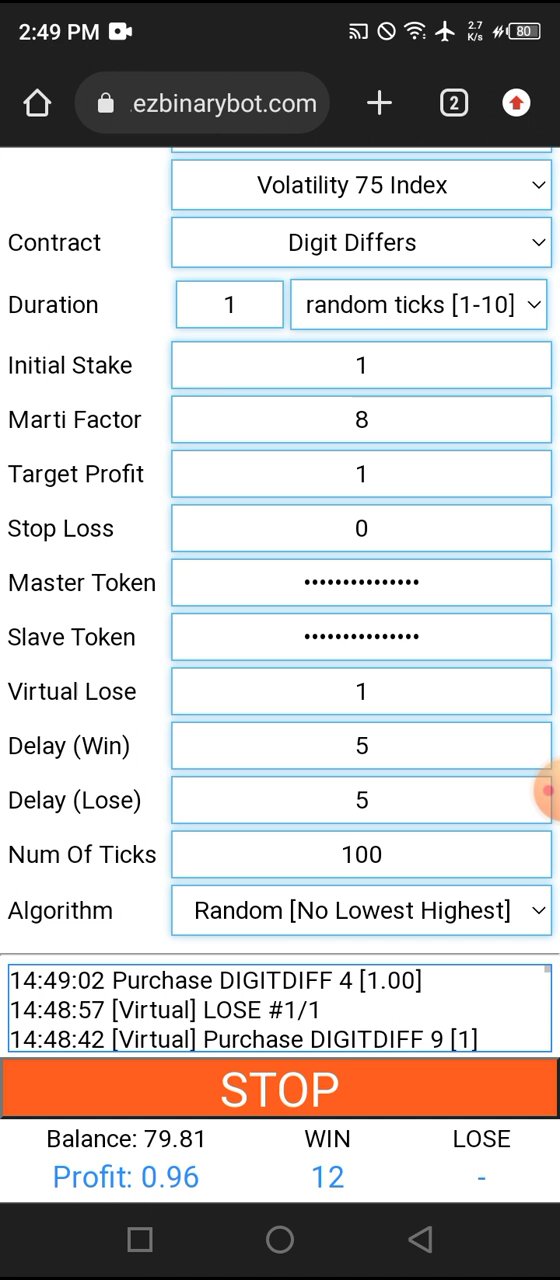 2:49 PM
2.7 K/s
80
.ezbinarybot.com
2
Volatility 75 Index
Contract Digit Differs
Duration 1 random ticks [1-10]
Initial Stake 1
Marti Factor 8
Target Profit 1
Stop Loss 0
Master Token •••••••••••••••
Slave Token •••••••••••••••
Virtual Lose 1
Delay (Win) 5
Delay (Lose) 5
Num Of Ticks 100
Algorithm Random [No Lowest Highest]
14:49:02 Purchase DIGITDIFF 4 [1.00]
14:48:57 [Virtual] LOSE #1/1
14:48:42 [Virtual] Purchase DIGITDIFF 9 [1]
STOP
Balance: 79.81 WIN LOSE
Profit: 0.96 12 -